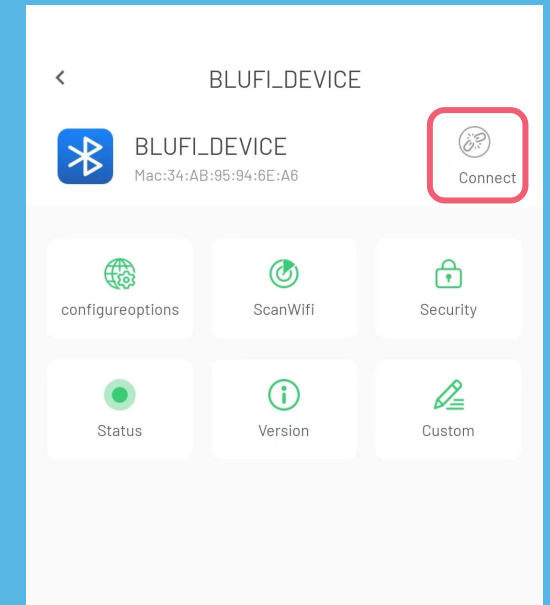 BLUFI_DEVICE
BLUFI_DEVICE
Mac:34:AB:95:94:6E:A6
Connect
configureoptions
ScanWifi
Security
Status
Version
Custom